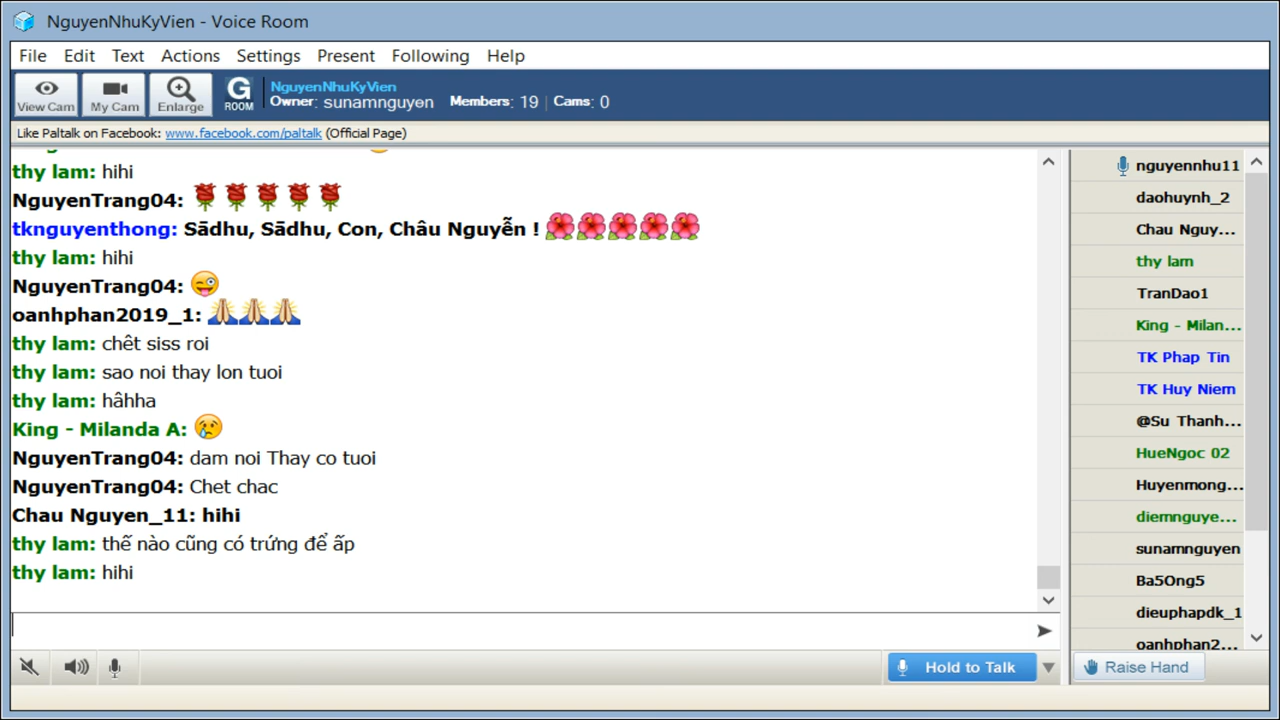 NguyenNhuKyVien - Voice Room
File Edit Text Actions Settings Present Following Help
View Cam My Cam Enlarge G ROOM
NguyenNhuKyVien
Owner: sunamnguyen Members: 19 Cams: 0
Like Paltalk on Facebook: www.facebook.com/paltalk (Official Page)
thy lam: hihi
NguyenTrang04:
tknguyenthong: Sādhu, Sādhu, Con, Châu Nguyễn !
thy lam: hihi
NguyenTrang04:
oanhphan2019_1:
thy lam: chêt siss roi
thy lam: sao noi thay lon tuoi
thy lam: hâhha
King - Milanda A:
NguyenTrang04: dam noi Thay co tuoi
NguyenTrang04: Chet chac
Chau Nguyen_11: hihi
thy lam: thế nào cũng có trứng để ấp
thy lam: hihi
Hold to Talk
nguyennhu11
daohuynh_2
Chau Nguy...
thy lam
TranDao1
King - Milan...
TK Phap Tin
TK Huy Niem
@Su Thanh...
HueNgoc 02
Huyenmong...
diemnguye...
sunamnguyen
Ba5Ong5
dieuphapdk_1
oanhphan2...
Raise Hand